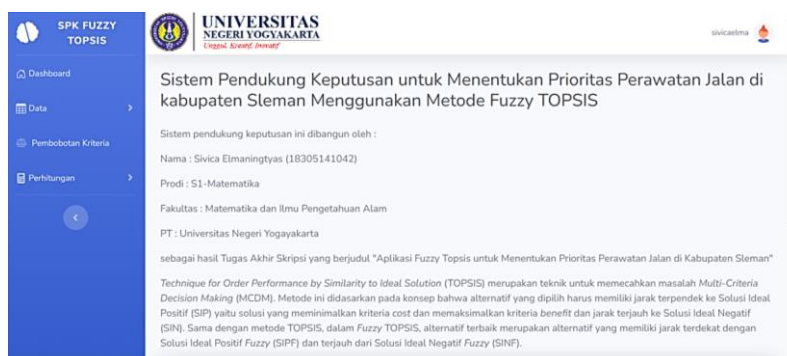 SPK FUZZY
TOPSIS
UNIVERSITAS
NEGERI YOGYAKARTA
Unggul, Kreatif, Inovatif
sivicaelma
Dashboard
Data
Pembobotan Kriteria
Perhitungan
Sistem Pendukung Keputusan untuk Menentukan Prioritas Perawatan Jalan di
kabupaten Sleman Menggunakan Metode Fuzzy TOPSIS
Sistem pendukung keputusan ini dibangun oleh :
Nama : Sivica Elmaningtyas (18305141042)
Prodi : S1-Matematika
Fakultas : Matematika dan Ilmu Pengetahuan Alam
PT : Universitas Negeri Yogayakarta
sebagai hasil Tugas Akhir Skripsi yang berjudul "Aplikasi Fuzzy Topsis untuk Menentukan Prioritas Perawatan Jalan di Kabupaten Sleman"
Technique for Order Performance by Similarity to Ideal Solution (TOPSIS) merupakan teknik untuk memecahkan masalah Multi-Criteria
Decision Making (MCDM). Metode ini didasarkan pada konsep bahwa alternatif yang dipilih harus memiliki jarak terpendek ke Solusi Ideal
Positif (SIP) yaitu solusi yang meminimalkan kriteria cost dan memaksimalkan kriteria benefit dan jarak terjauh ke Solusi Ideal Negatif
(SIN). Sama dengan metode TOPSIS, dalam Fuzzy TOPSIS, alternatif terbaik merupakan alternatif yang memiliki jarak terdekat dengan
Solusi Ideal Positif Fuzzy (SIPF) dan terjauh dari Solusi Ideal Negatif Fuzzy (SINF).